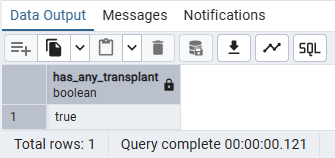 Data Output Messages Notifications
SQL
has_any_transplant
boolean
1 true
Total rows: 1 Query complete 00:00:00.121